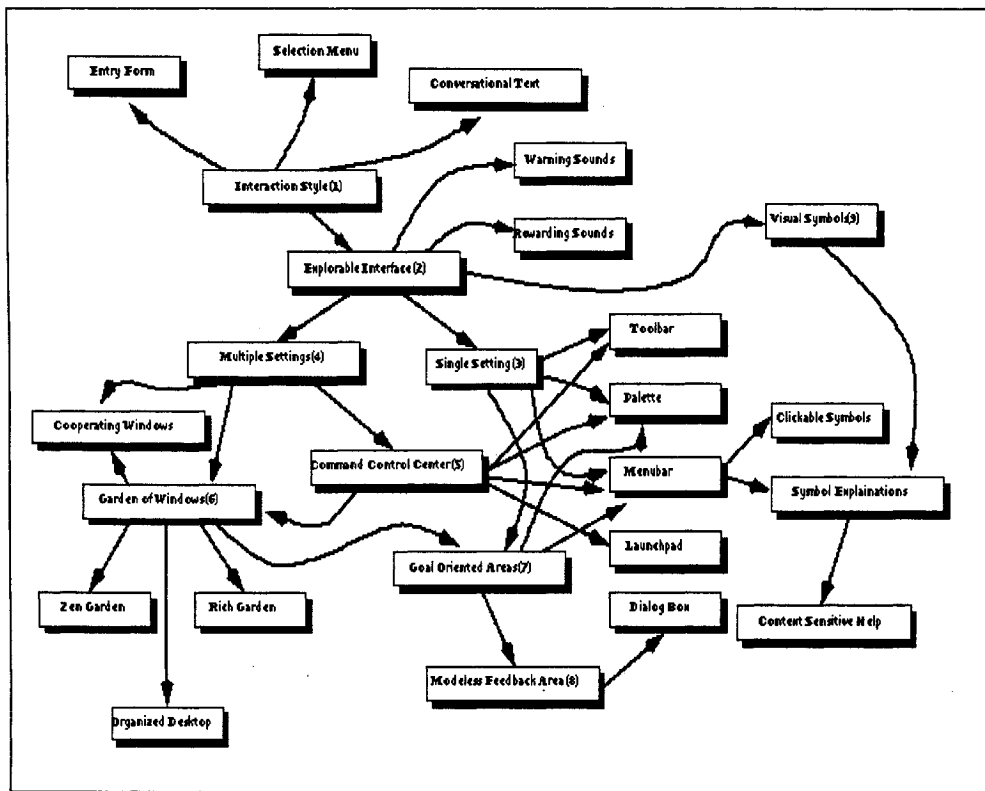 Selection Menu
Entry Form
Conversational Text
Warning Sounds
Interaction Style(1)
Visual Symbols(9)
Rewarding Sounds
Explorable Interface(2)
Toolbar
Multiple Settings(4)
Single Setting(3)
Palette
Clickable Symbols
Cooperating Windows
Command Control Center(5)
Menubar
Garden of Windows(6)
Symbol Explainations
Launchpad
Goal Oriented Areas(7)
Zen Garden
Rich Garden
Dialog Box
Context Sensitive Help
Modeless Feedback Area(8)
Organized Desktop